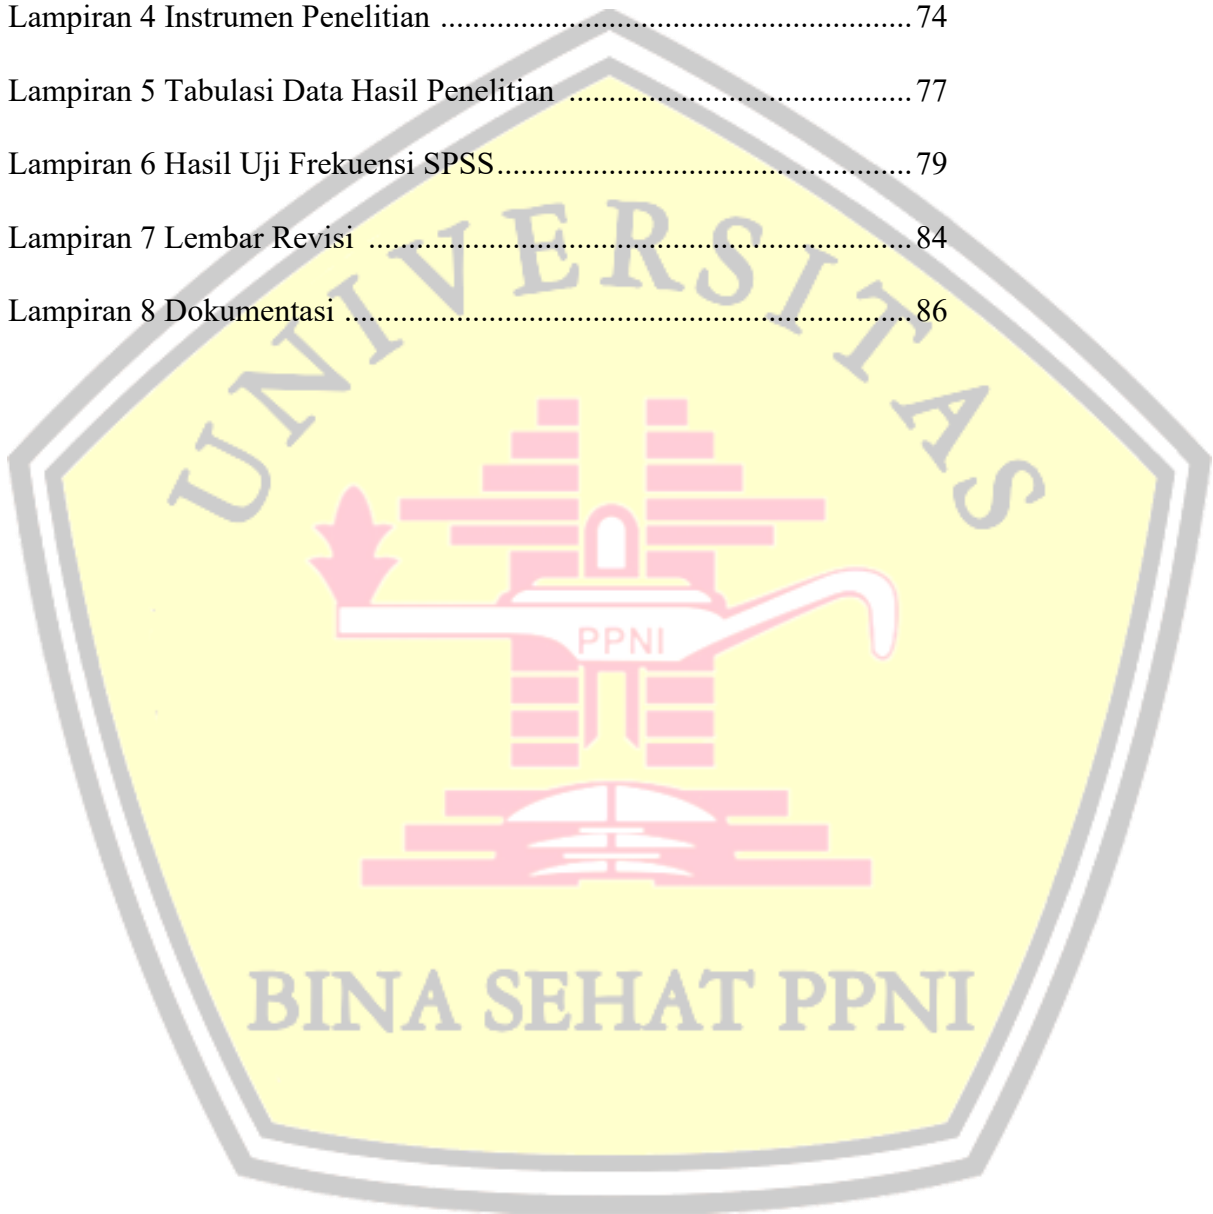 Lampiran 4 Instrumen Penelitian ........................................................... 74
Lampiran 5 Tabulasi Data Hasil Penelitian ........................................... 77
Lampiran 6 Hasil Uji Frekuensi SPSS.................................................... 79
Lampiran 7 Lembar Revisi .................................................................... 84
Lampiran 8 Dokumentasi ....................................................................... 86
UNIVERSITAS
PPNI
BINA SEHAT PPNI